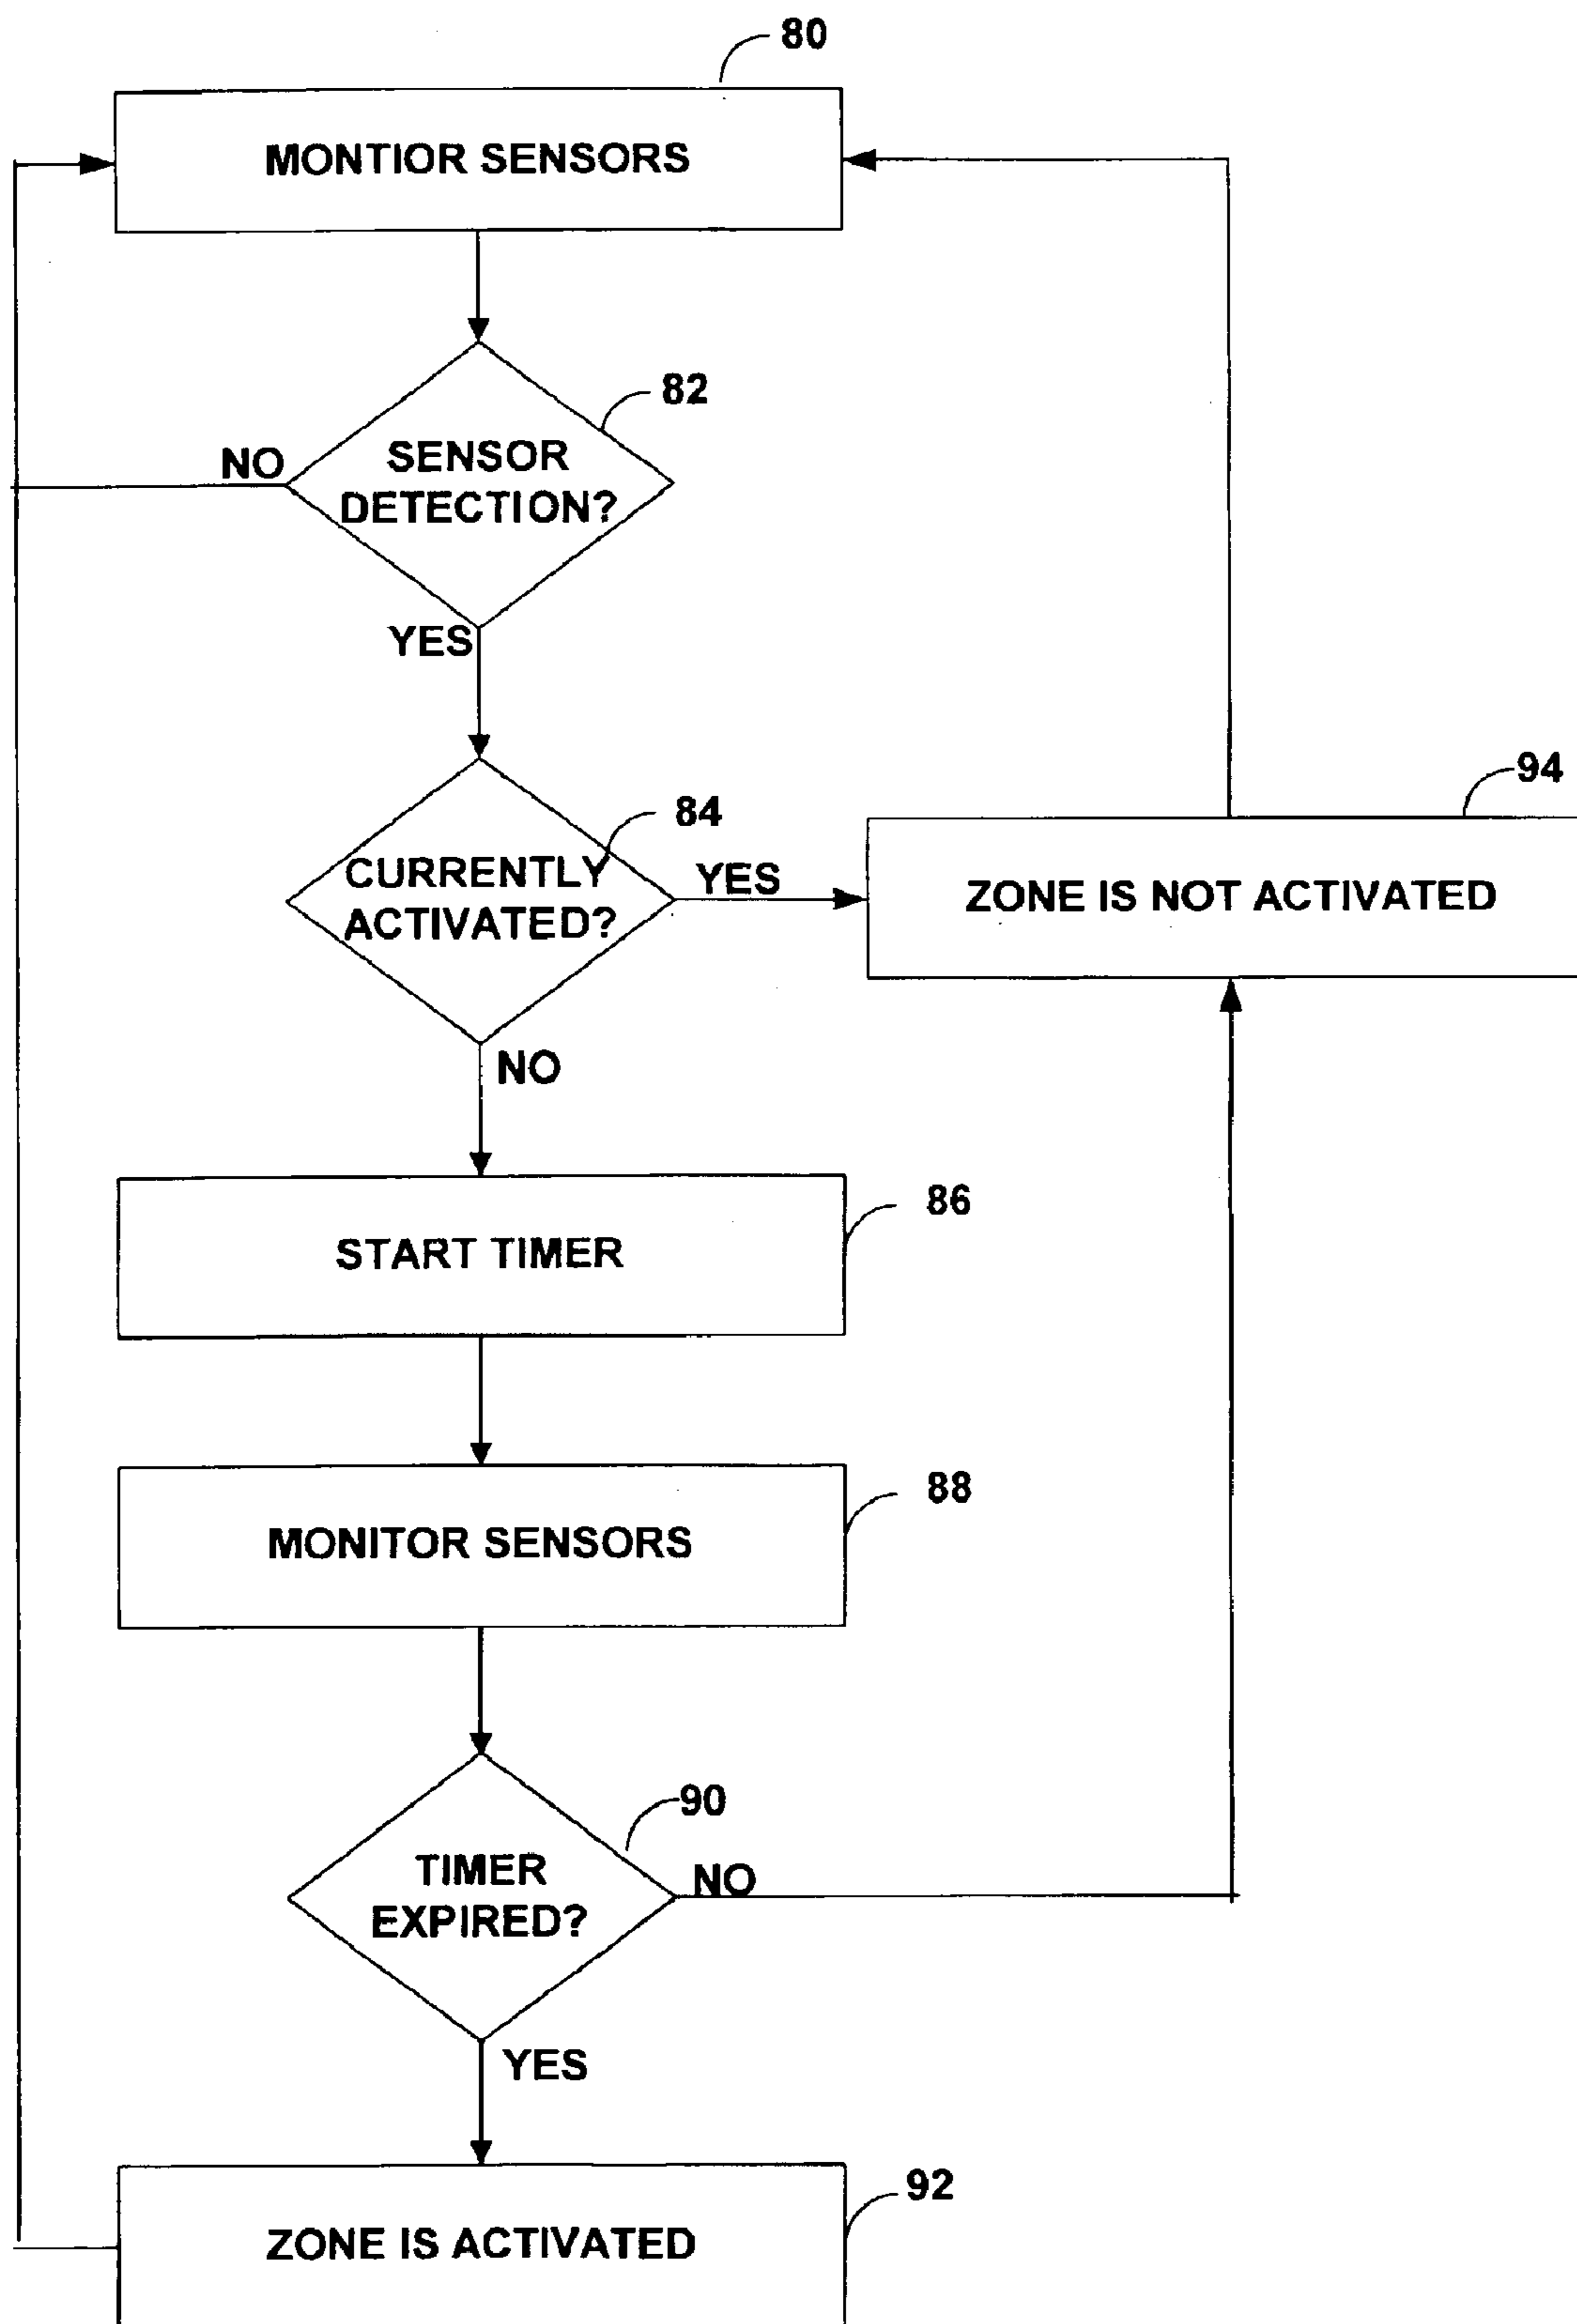 80
MONTIOR SENSORS
82
NO
SENSOR
DETECTION?
YES
84
CURRENTLY
ACTIVATED?
YES
94
ZONE IS NOT ACTIVATED
NO
86
START TIMER
88
MONITOR SENSORS
90
TIMER
EXPIRED?
NO
YES
92
ZONE IS ACTIVATED